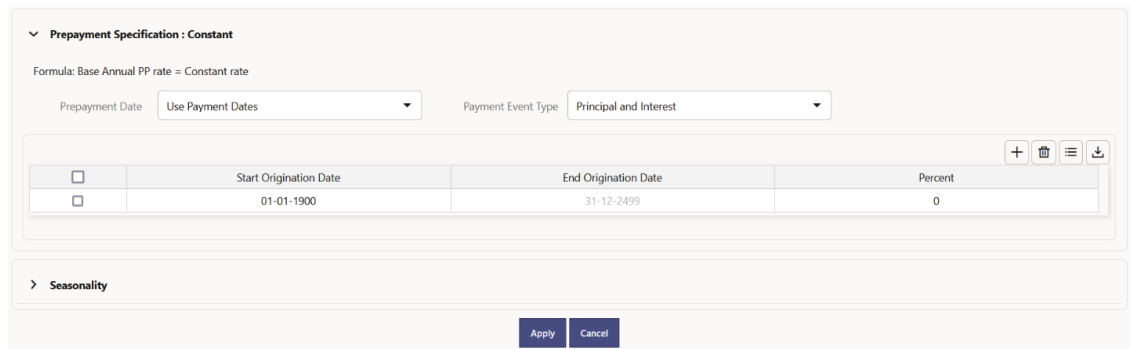 Prepayment Specification : Constant
Formula: Base Annual PP rate = Constant rate
Prepayment Date Use Payment Dates Payment Event Type Principal and Interest
Start Origination Date End Origination Date Percent
01-01-1900 31-12-2499 0
Seasonality
Apply Cancel